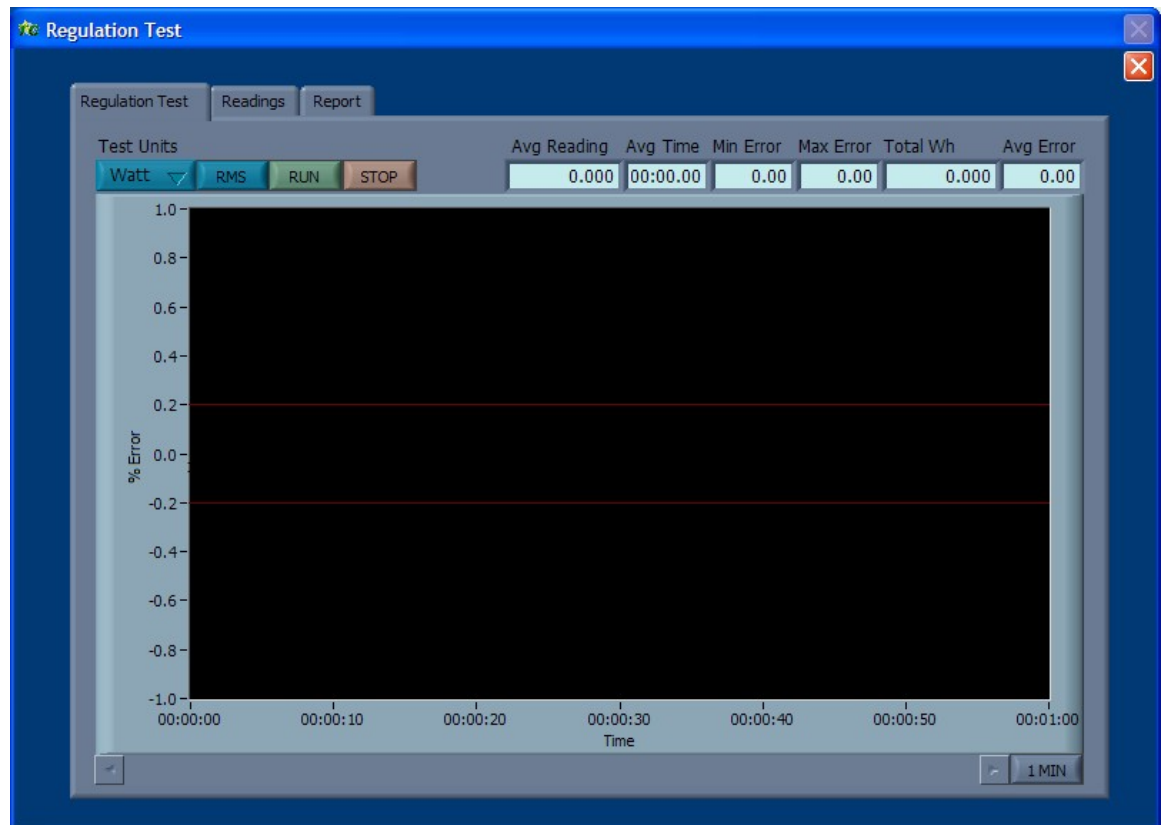 Regulation Test
Regulation Test Readings Report
Test Units
Avg Reading Avg Time Min Error Max Error Total Wh Avg Error
Watt RMS RUN STOP 0.000 00:00.00 0.00 0.00 0.000 0.00
1.0
0.8
0.6
0.4
0.2
0.0
-0.2
-0.4
-0.6
-0.8
-1.0
% Error
00:00:00 00:00:10 00:00:20 00:00:30 00:00:40 00:00:50 00:01:00
Time
1 MIN